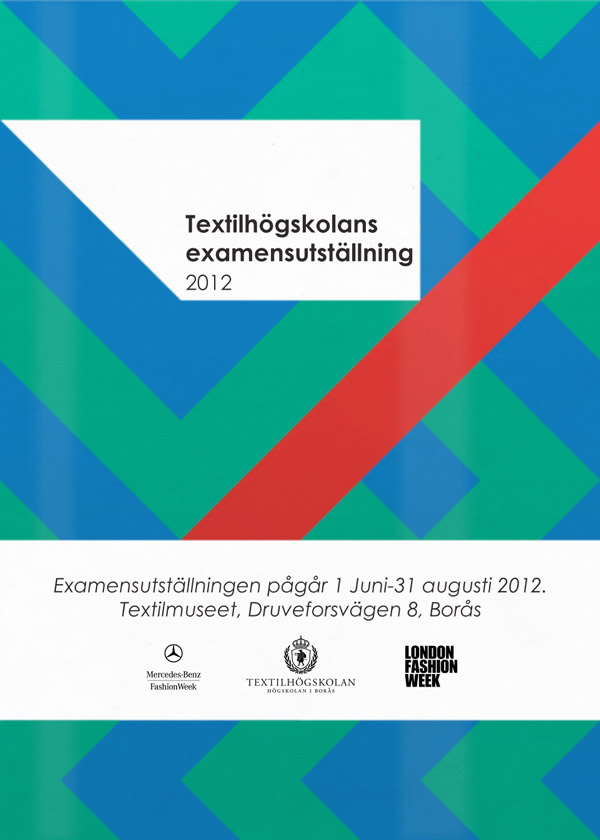 Textilhögskolans
examensutställning
2012
Examensutställningen pågår 1 Juni-31 augusti 2012.
Textilmuseet, Druveforsvägen 8, Borås
Mercedes-Benz
FashionWeek
TEXTILHÖGSKOLAN
HÖGSKOLAN I BORÅS
LONDON
FASHION
WEEK